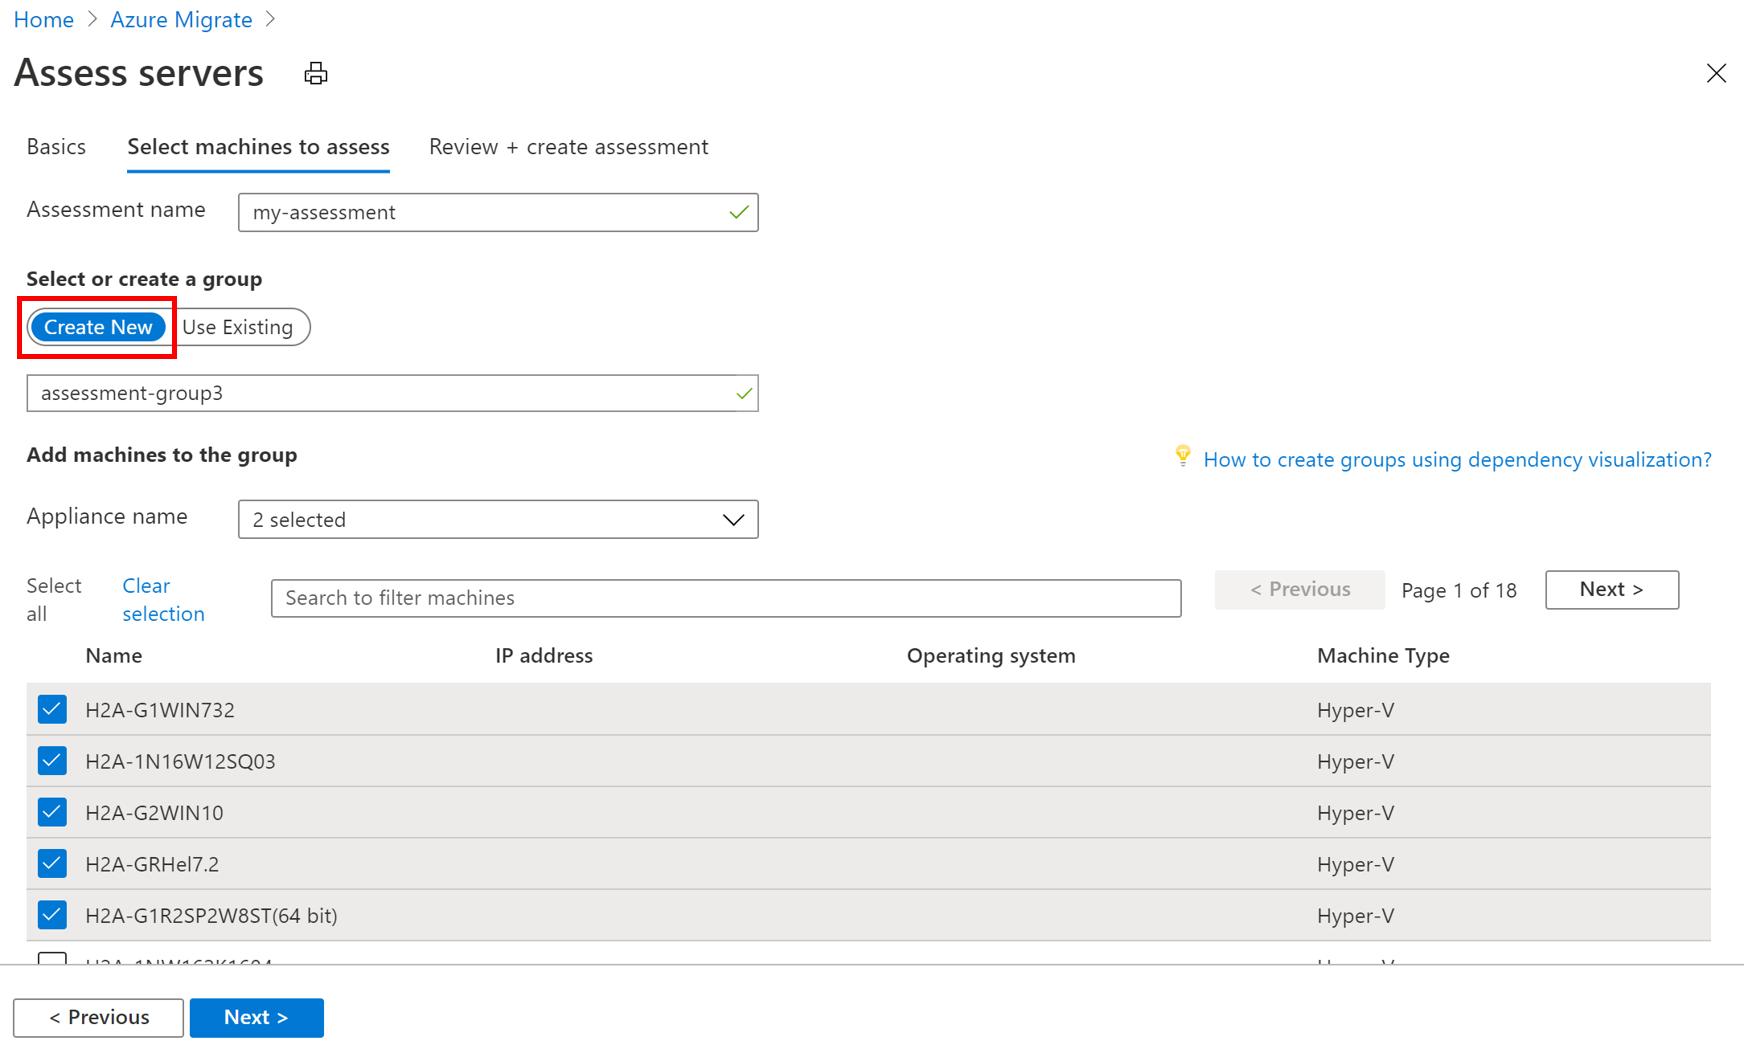 Home > Azure Migrate >
Assess servers
Basics Select machines to assess Review + create assessment
Assessment name my-assessment
Select or create a group
Create New Use Existing
assessment-group3
Add machines to the group
How to create groups using dependency visualization?
Appliance name 2 selected
Select all
Clear selection
Search to filter machines
< Previous Page 1 of 18 Next >
Name IP address Operating system Machine Type
H2A-G1WIN732 Hyper-V
H2A-1N16W12SQ03 Hyper-V
H2A-G2WIN10 Hyper-V
H2A-GRHel7.2 Hyper-V
H2A-G1R2SP2W8ST(64 bit) Hyper-V
< Previous Next >